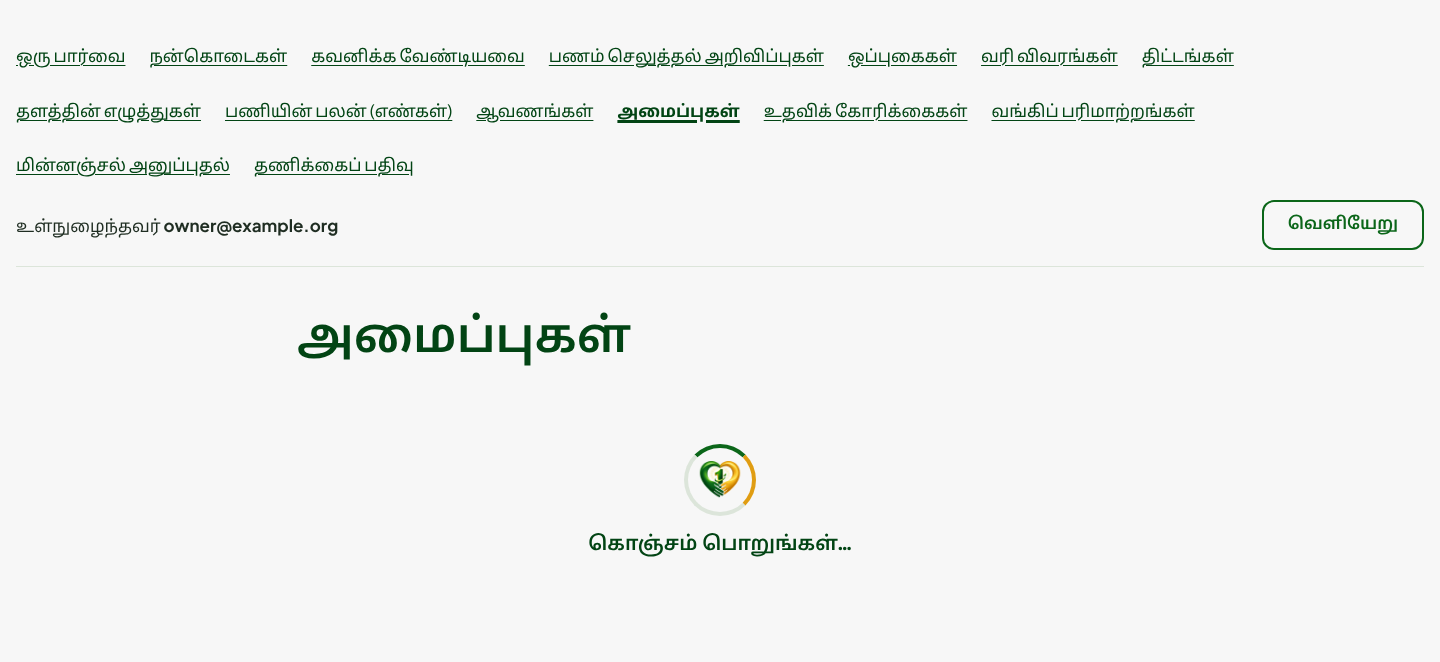 ஒரு பார்வை நன்கொடைகள் கவனிக்க வேண்டியவை பணம் செலுத்தல் அறிவிப்புகள் ஒப்புகைகள் வரி விவரங்கள் திட்டங்கள்
தளத்தின் எழுத்துகள் பணியின் பலன் (எண்கள்) ஆவணங்கள் அமைப்புகள் உதவிக் கோரிக்கைகள் வங்கிப் பரிமாற்றங்கள்
மின்னஞ்சல் அனுப்புதல் தணிக்கைப் பதிவு
உள்நுழைந்தவர் owner@example.org
வெளியேறு
அமைப்புகள்
கொஞ்சம் பொறுங்கள்…